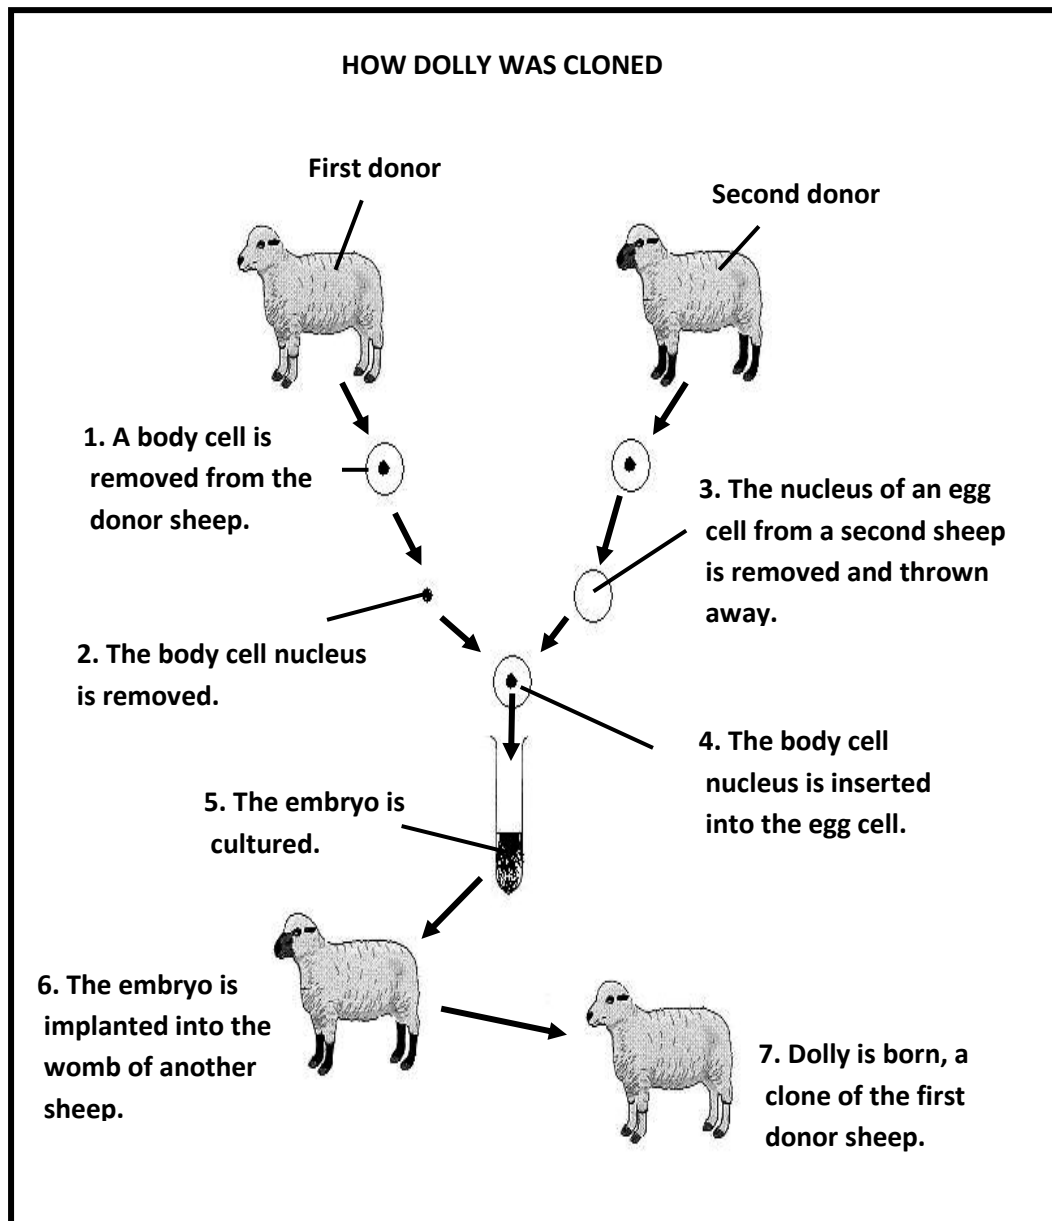 HOW DOLLY WAS CLONED
First donor
Second donor
1. A body cell is
removed from the
donor sheep.
3. The nucleus of an egg
cell from a second sheep
is removed and thrown
away.
2. The body cell nucleus
is removed.
4. The body cell
nucleus is inserted
into the egg cell.
5. The embryo is
cultured.
6. The embryo is
implanted into the
womb of another
sheep.
7. Dolly is born, a
clone of the first
donor sheep.